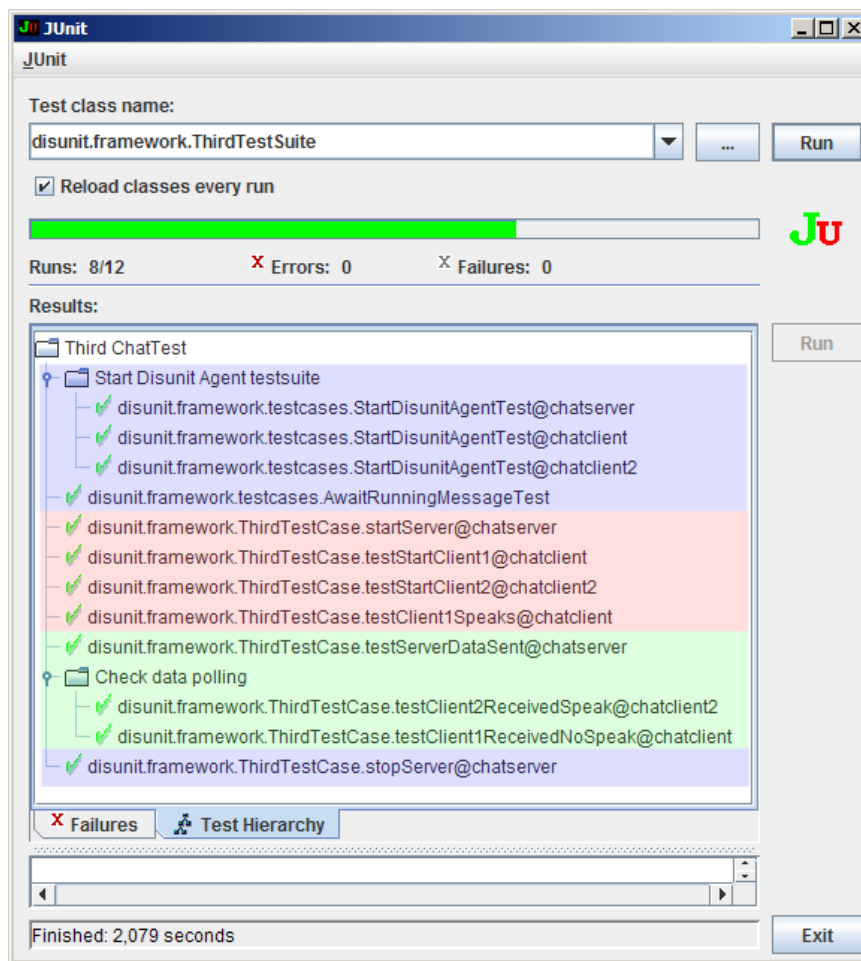 JUnit
JUnit
Test class name:
disunit.framework.ThirdTestSuite
...
Run
Reload classes every run
JU
Runs: 8/12 X Errors: 0 X Failures: 0
Results:
Run
Third ChatTest
Start Disunit Agent testsuite
disunit.framework.testcases.StartDisunitAgentTest@chatserver
disunit.framework.testcases.StartDisunitAgentTest@chatclient
disunit.framework.testcases.StartDisunitAgentTest@chatclient2
disunit.framework.testcases.AwaitRunningMessageTest
disunit.framework.ThirdTestCase.startServer@chatserver
disunit.framework.ThirdTestCase.testStartClient1@chatclient
disunit.framework.ThirdTestCase.testStartClient2@chatclient2
disunit.framework.ThirdTestCase.testClient1Speaks@chatclient
disunit.framework.ThirdTestCase.testServerDataSent@chatserver
Check data polling
disunit.framework.ThirdTestCase.testClient2ReceivedSpeak@chatclient2
disunit.framework.ThirdTestCase.testClient1ReceivedNoSpeak@chatclient
disunit.framework.ThirdTestCase.stopServer@chatserver
X Failures
Test Hierarchy
Finished: 2,079 seconds
Exit